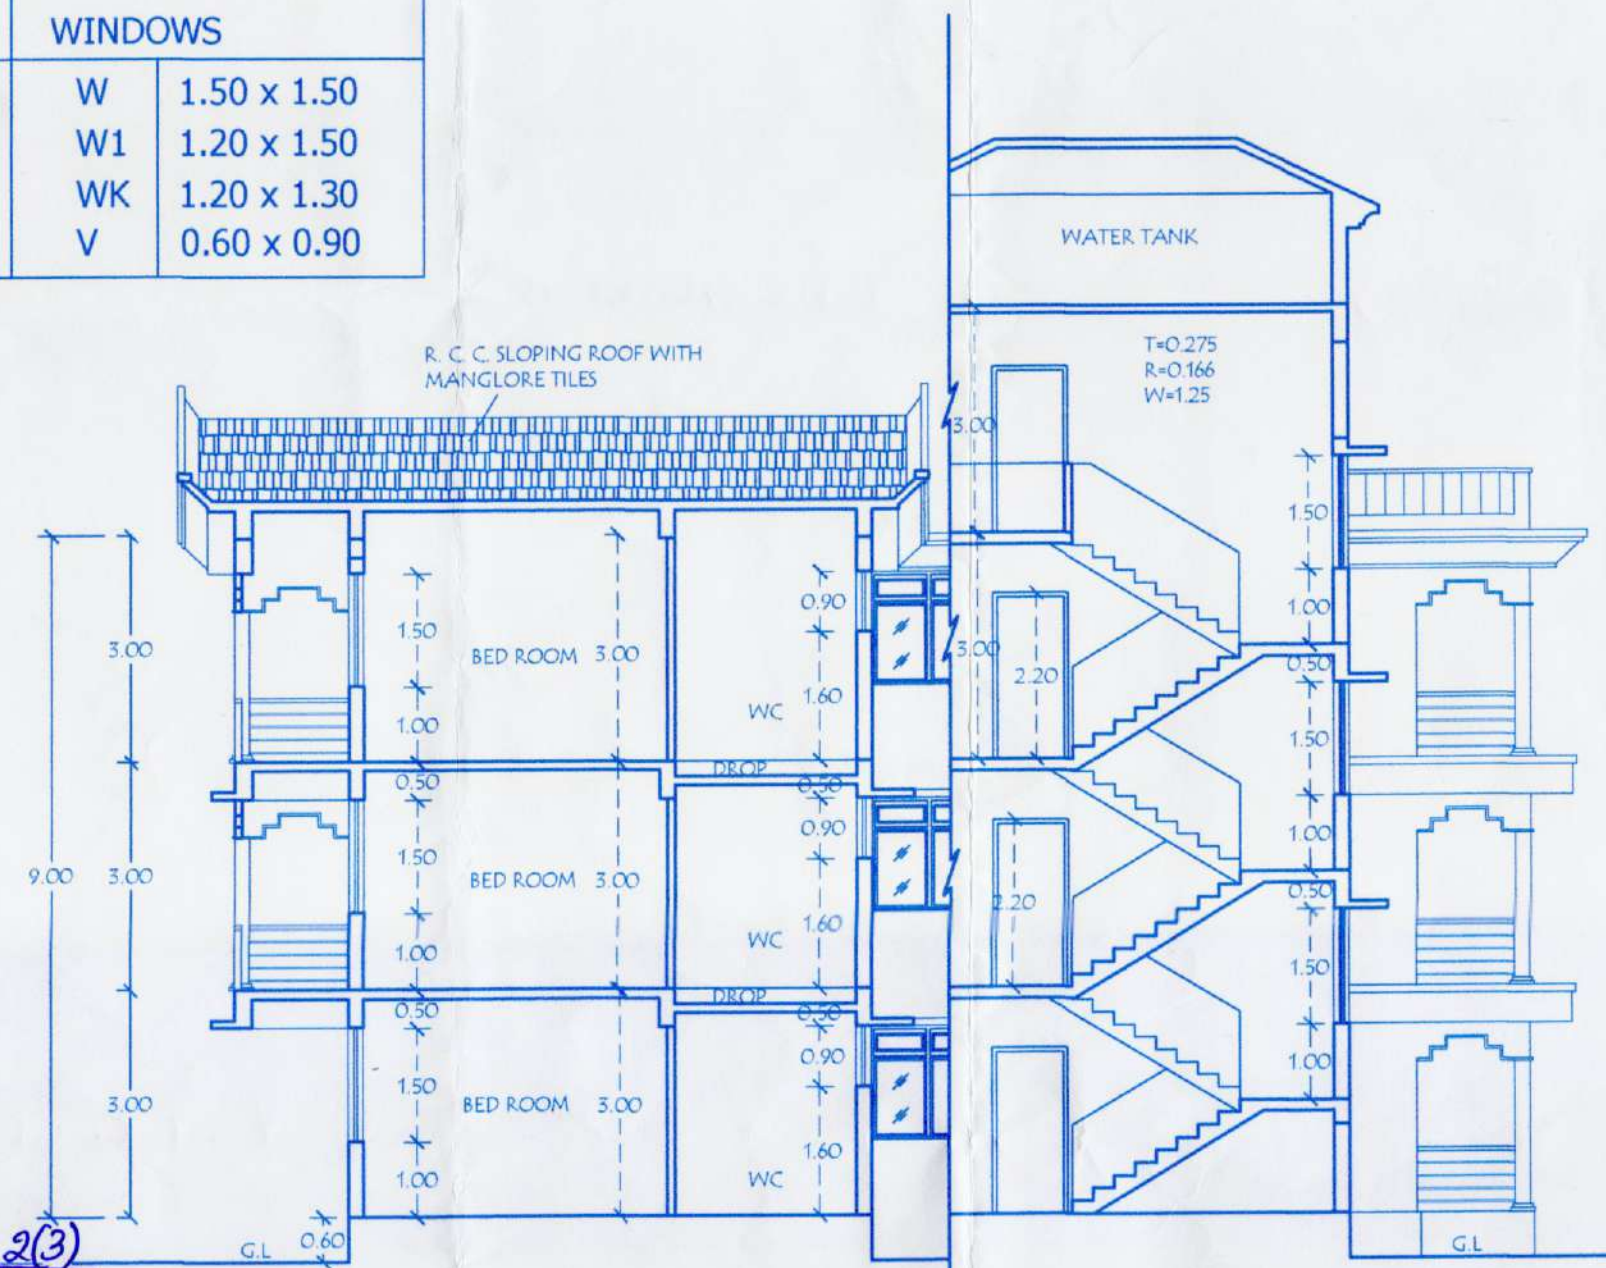 WINDOWS
W 1.50 x 1.50
W1 1.20 x 1.50
WK 1.20 x 1.30
V 0.60 x 0.90
WATER TANK
R. C. C. SLOPING ROOF WITH
MANGLORE TILES
T=0.275
R=0.166
W=1.25
3.00
1.50
3.00
1.50
1.00
BED ROOM 3.00
WC
0.90
1.60
3.00
2.20
1.00
0.50
DROP
0.50
0.50
1.50
1.00
9.00
3.00
1.50
1.00
BED ROOM 3.00
WC
0.90
1.60
2.20
0.50
DROP
0.50
0.50
1.50
1.00
3.00
1.50
1.00
BED ROOM 3.00
WC
0.90
1.60
2(3)
G.L 0.60
G.L